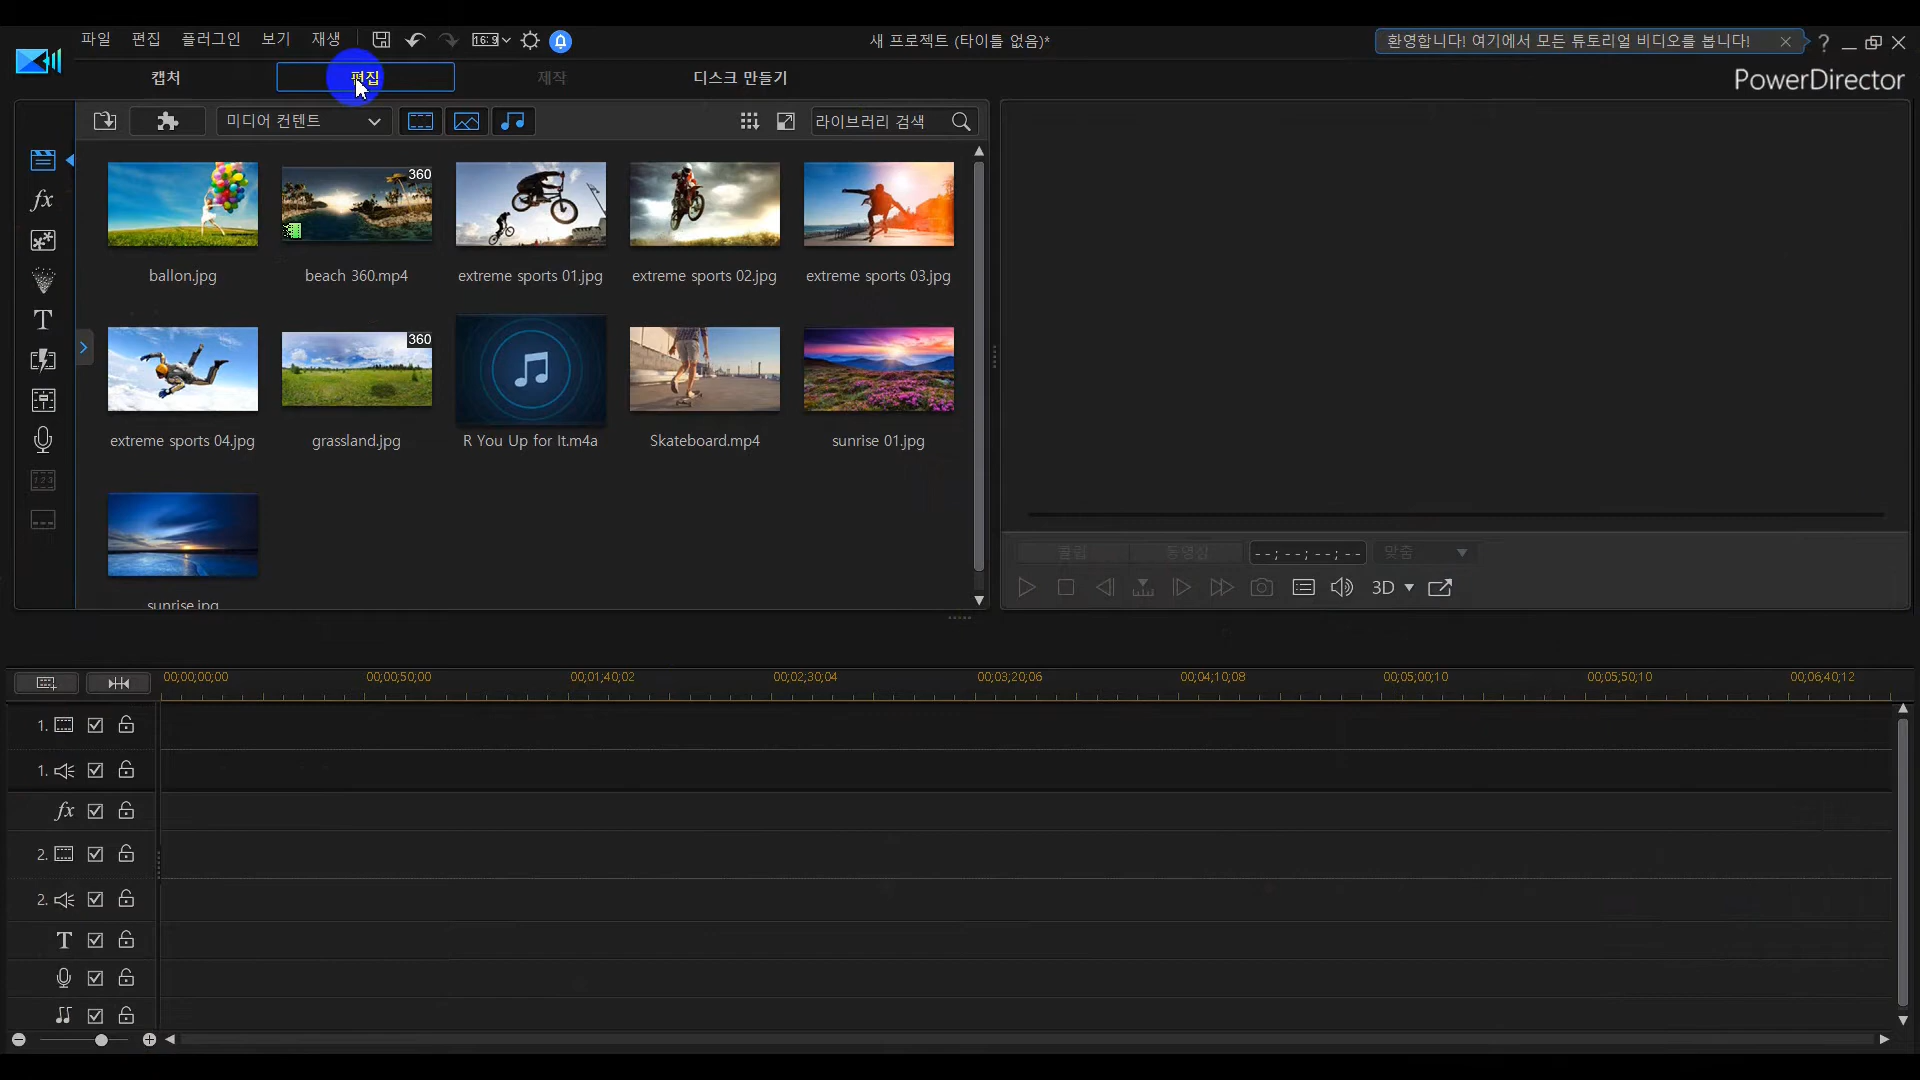 파일 편집 플러그인 보기 재생 16:9 새 프로젝트 (타이틀 없음)* 환영합니다! 여기에서 모든 튜토리얼 비디오를 봅니다! ?
캡처 편집 제작 디스크 만들기 PowerDirector
미디어 컨텐트 라이브러리 검색
360
ballon.jpg beach 360.mp4 extreme sports 01.jpg extreme sports 02.jpg extreme sports 03.jpg
360
extreme sports 04.jpg grassland.jpg R You Up for It.m4a Skateboard.mp4 sunrise 01.jpg
sunrise.jpg
fx
T
클립 동영상 --;--;--;-- 맞춤
3D
00;00;00;00 00;00;50;00 00;01;40;02 00;02;30;04 00;03;20;06 00;04;10;08 00;05;00;10 00;05;50;10 00;06;40;12
1.
1.
fx
2.
2.
T